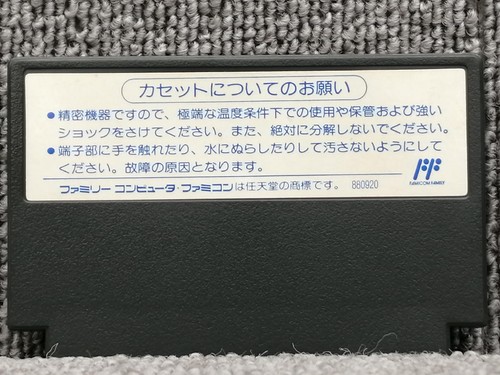 カセットについてのお願い
●精密機器ですので、極端な温度条件下での使用や保管および強い
ショックをさけてください。また、絶対に分解しないでください。
●端子部に手を触れたり、水にぬらしたりして汚さないようにして
ください。故障の原因となります。
ファミリー コンピュータ・ファミコンは任天堂の商標です。 880920
FAMICOM FAMILY